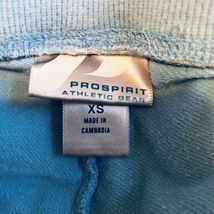 PROSPIRIT
ATHLETIC GEAR
XS
MADE IN
CAMBODIA